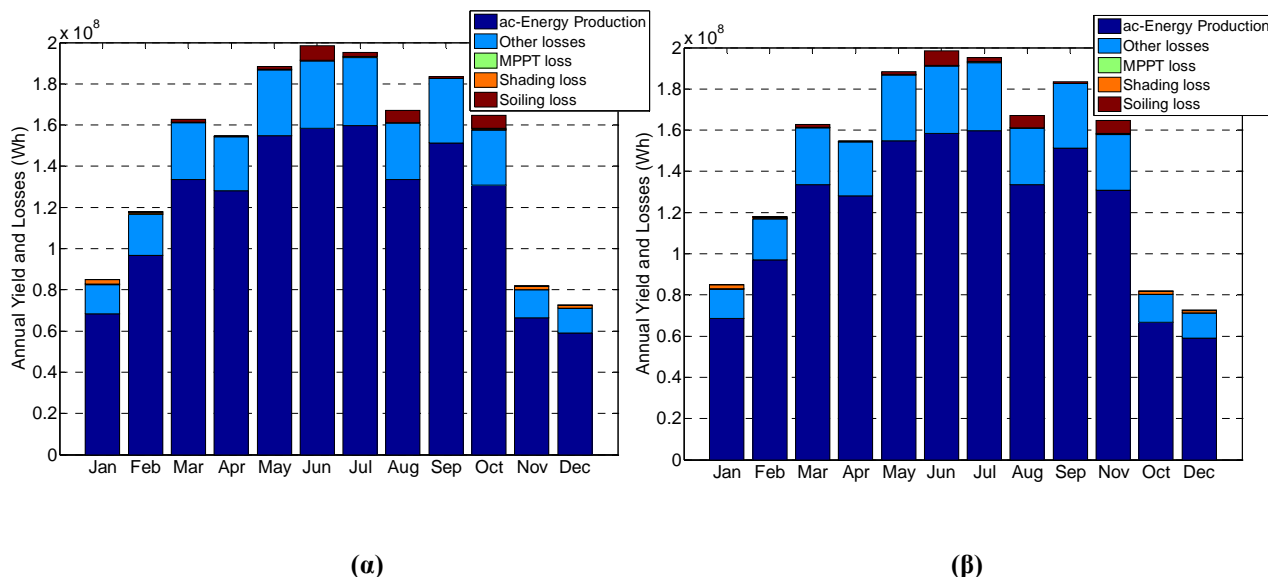 x 10^8
ac-Energy Production
Other losses
MPPT loss
Shading loss
Soiling loss
Annual Yield and Losses (Wh)
2
1.8
1.6
1.4
1.2
1
0.8
0.6
0.4
0.2
0
Jan Feb Mar Apr May Jun Jul Aug Sep Oct Nov Dec
(α)
x 10^8
ac-Energy Production
Other losses
MPPT loss
Shading loss
Soiling loss
Annual Yield and Losses (Wh)
2
1.8
1.6
1.4
1.2
1
0.8
0.6
0.4
0.2
0
Jan Feb Mar Apr May Jun Jul Aug Sep Nov Oct Dec
(β)